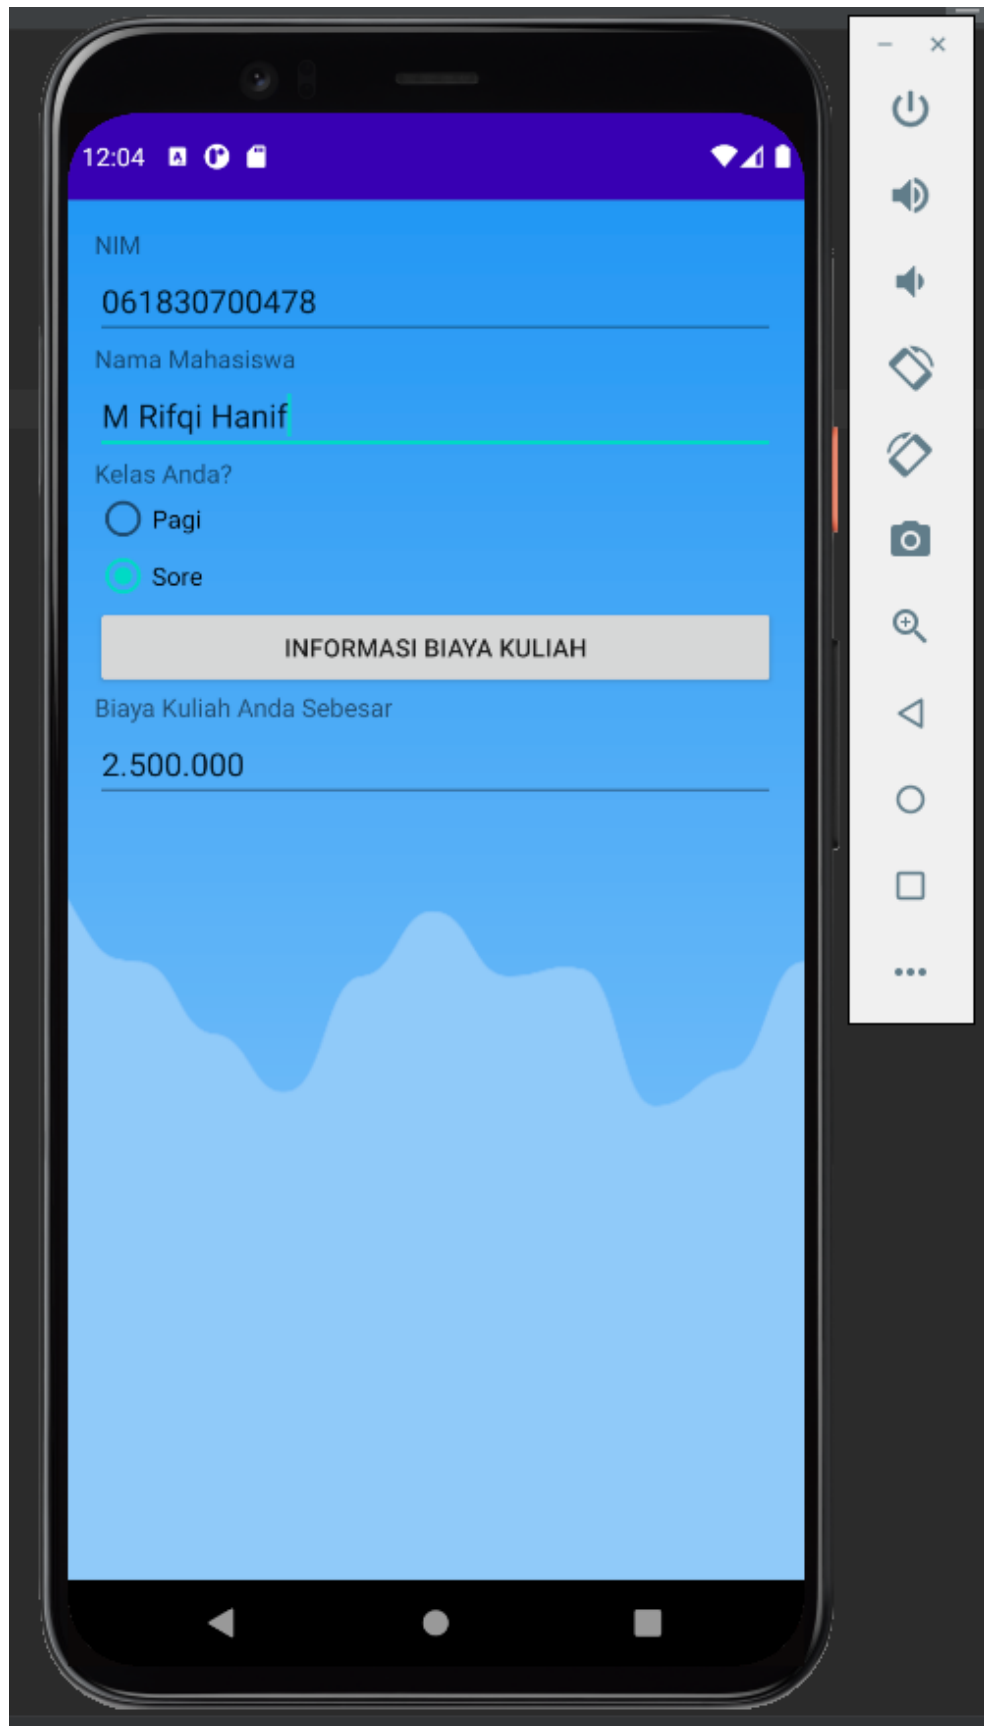 12:04
NIM
061830700478
Nama Mahasiswa
M Rifqi Hanif
Kelas Anda?
Pagi
Sore
INFORMASI BIAYA KULIAH
Biaya Kuliah Anda Sebesar
2.500.000